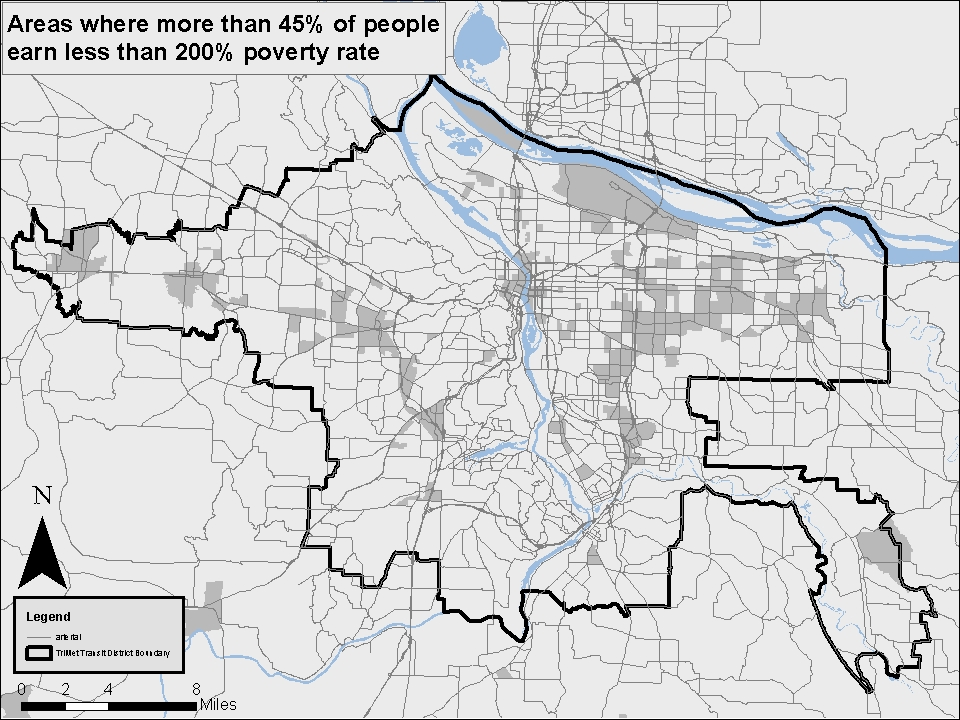 Areas where more than 45% of people
earn less than 200% poverty rate
N
Legend
arterial
TriMet Transit District Boundary
0 2 4 8
Miles